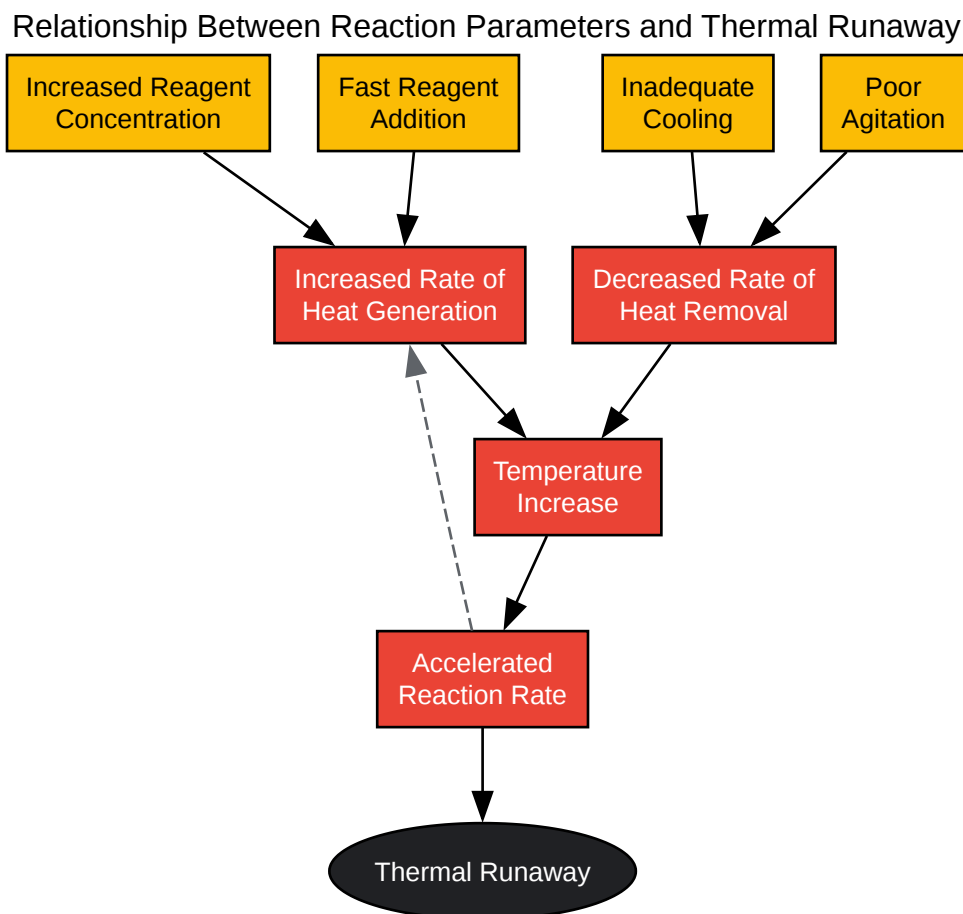 Relationship Between Reaction Parameters and Thermal Runaway
Increased Reagent
Concentration
Fast Reagent
Addition
Inadequate
Cooling
Poor
Agitation
Increased Rate of
Heat Generation
Decreased Rate of
Heat Removal
Temperature
Increase
Accelerated
Reaction Rate
Thermal Runaway